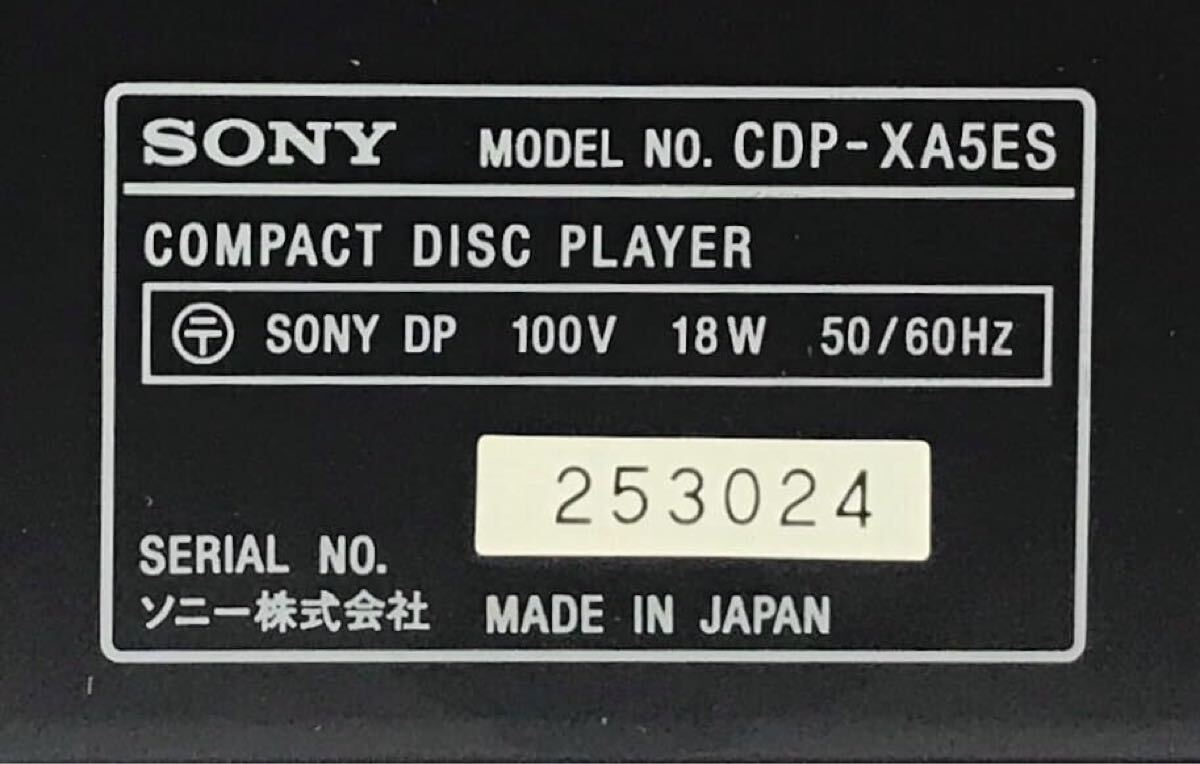 SONY MODEL NO. CDP-XA5ES
COMPACT DISC PLAYER
〶 SONY DP 100V 18W 50/60Hz
253024
SERIAL NO.
ソニー株式会社 MADE IN JAPAN